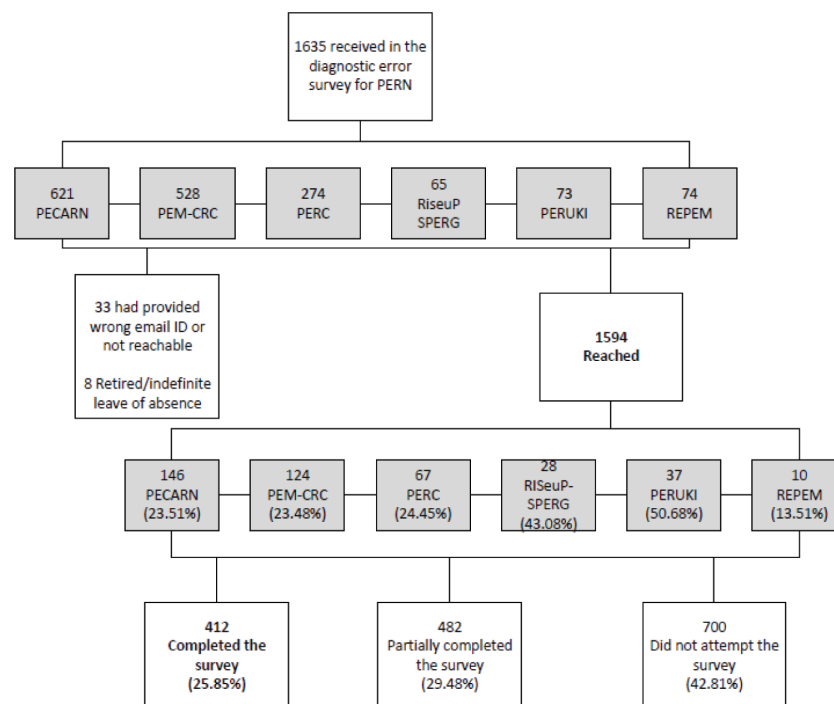 1635 received in the
diagnostic error
survey for PERN
621
PECARN
528
PEM-CRC
274
PERC
65
RiseuP
SPERG
73
PERUKI
74
REPEM
33 had provided
wrong email ID or
not reachable
8 Retired/indefinite
leave of absence
1594
Reached
146
PECARN
(23.51%)
124
PEM-CRC
(23.48%)
67
PERC
(24.45%)
28
RISeuP-
SPERG
(43.08%)
37
PERUKI
(50.68%)
10
REPEM
(13.51%)
412
Completed the
survey
(25.85%)
482
Partially completed
the survey
(29.48%)
700
Did not attempt the
survey
(42.81%)